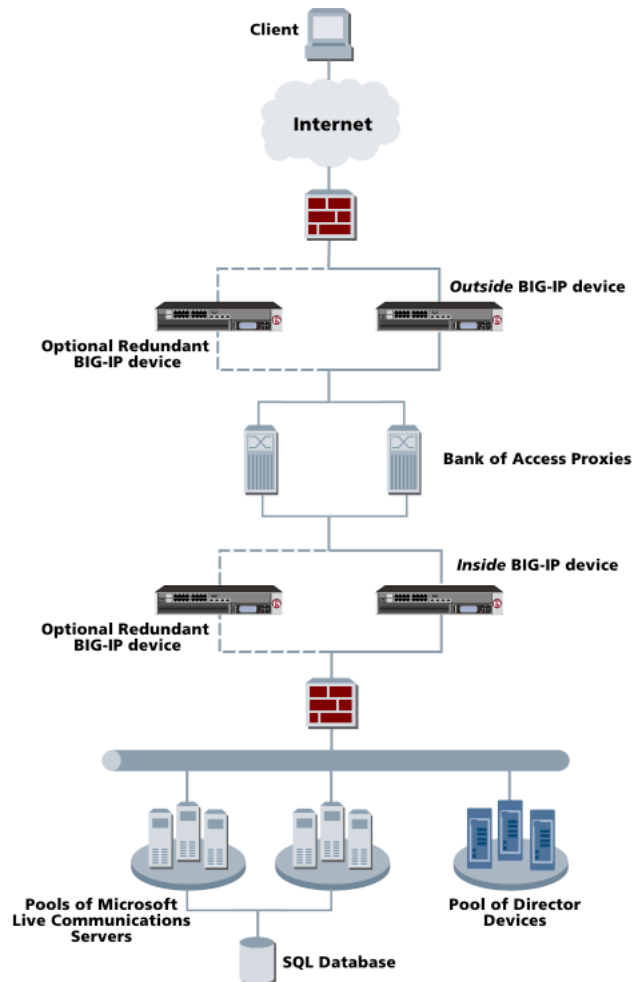 Client
Internet
Outside BIG-IP device
Optional Redundant
BIG-IP device
Bank of Access Proxies
Inside BIG-IP device
Optional Redundant
BIG-IP device
Pools of Microsoft
Live Communications
Servers
Pool of Director
Devices
SQL Database